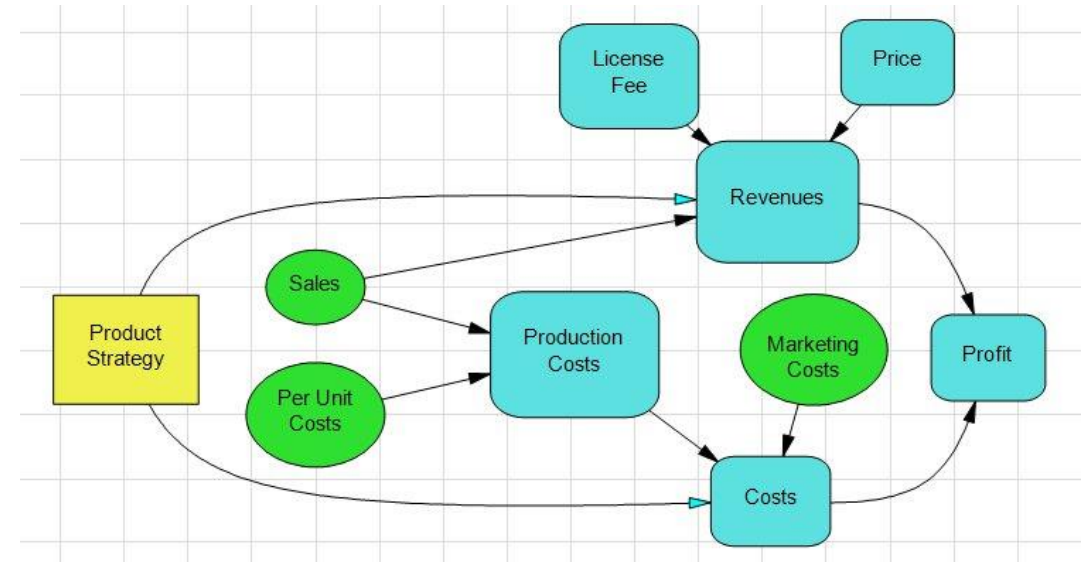 License
Fee
Price
Revenues
Sales
Product
Strategy
Production
Costs
Marketing
Costs
Profit
Per Unit
Costs
Costs